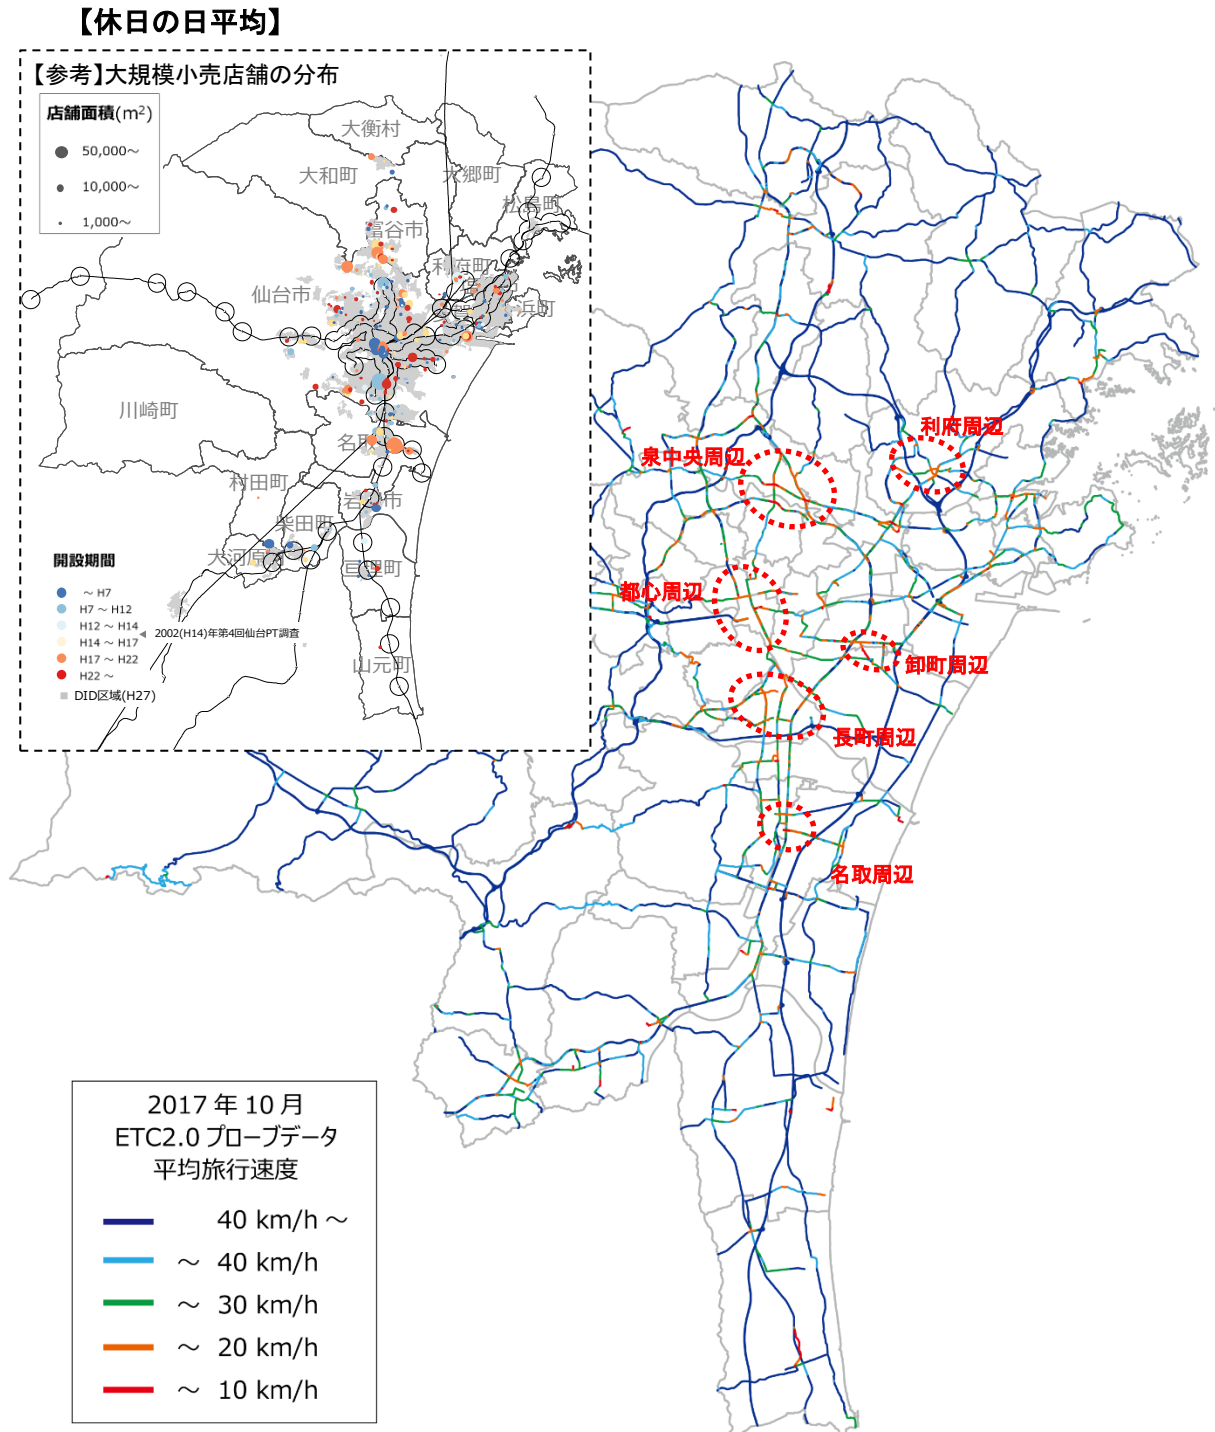 【休日の日平均】
【参考】大規模小売店舗の分布
店舗面積(m²)
50,000～
10,000～
1,000～
大衡村
大和町
大郷町
松島町
富谷市
利府町
仙台市
浜町
川崎町
名取
村田町
岩沼市
柴田町
大河原町
亘理町
山元町
開設期間
～ H7
H7 ～ H12
H12 ～ H14
H14 ～ H17
H17 ～ H22
H22 ～
DID区域(H27)
2002(H14)年第4回仙台PT調査
利府周辺
泉中央周辺
都心周辺
卸町周辺
長町周辺
名取周辺
2017 年 10 月
ETC2.0 プローブデータ
平均旅行速度
40 km/h ～
～ 40 km/h
～ 30 km/h
～ 20 km/h
～ 10 km/h